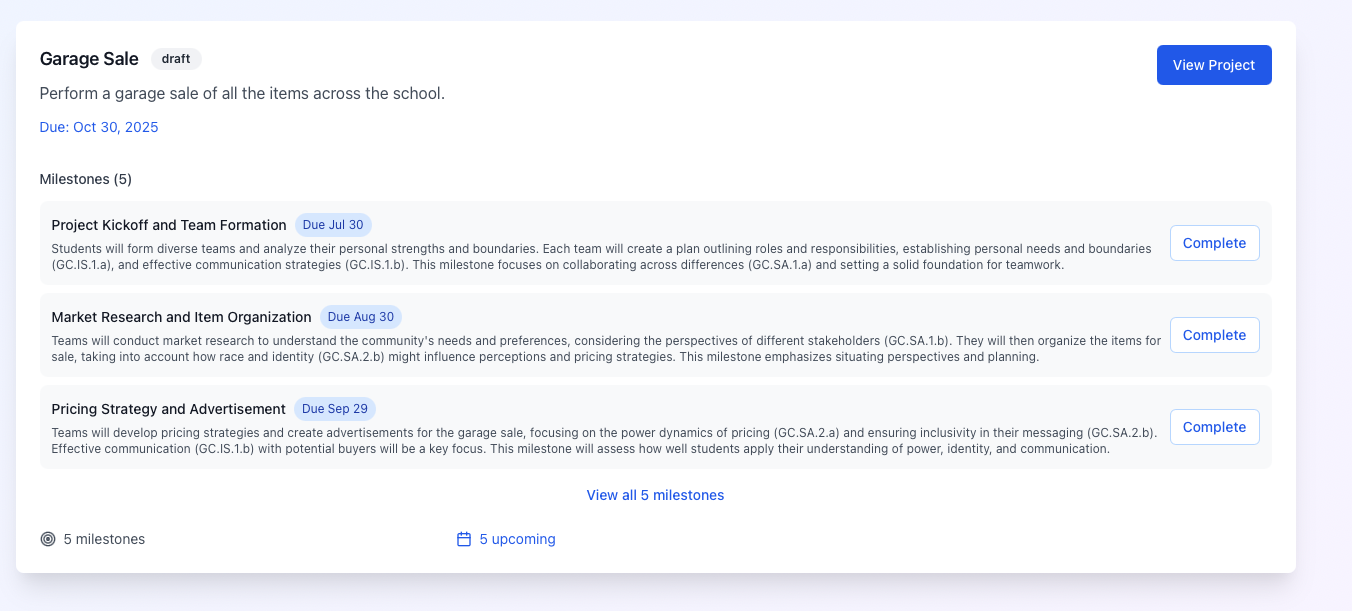 Garage Sale draft
View Project
Perform a garage sale of all the items across the school.
Due: Oct 30, 2025
Milestones (5)
Project Kickoff and Team Formation Due Jul 30
Students will form diverse teams and analyze their personal strengths and boundaries. Each team will create a plan outlining roles and responsibilities, establishing personal needs and boundaries
(GC.IS.1.a), and effective communication strategies (GC.IS.1.b). This milestone focuses on collaborating across differences (GC.SA.1.a) and setting a solid foundation for teamwork.
Complete
Market Research and Item Organization Due Aug 30
Teams will conduct market research to understand the community's needs and preferences, considering the perspectives of different stakeholders (GC.SA.1.b). They will then organize the items for
sale, taking into account how race and identity (GC.SA.2.b) might influence perceptions and pricing strategies. This milestone emphasizes situating perspectives and planning.
Complete
Pricing Strategy and Advertisement Due Sep 29
Teams will develop pricing strategies and create advertisements for the garage sale, focusing on the power dynamics of pricing (GC.SA.2.a) and ensuring inclusivity in their messaging (GC.SA.2.b).
Effective communication (GC.IS.1.b) with potential buyers will be a key focus. This milestone will assess how well students apply their understanding of power, identity, and communication.
Complete
View all 5 milestones
5 milestones
5 upcoming